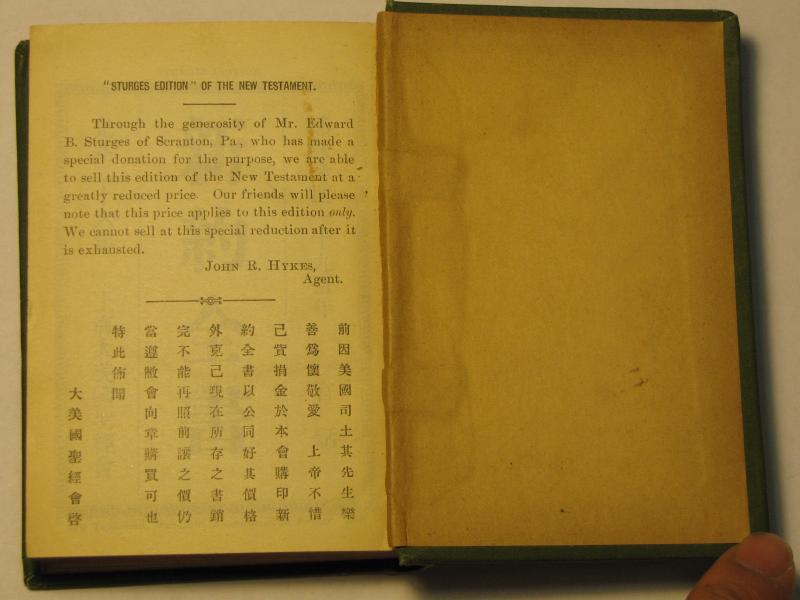 "STURGES EDITION" OF THE NEW TESTAMENT.
Through the generosity of Mr. Edward
B. Sturges of Scranton, Pa, who has made a
special donation for the purpose, we are able
to sell this edition of the New Testament at a
greatly reduced price. Our friends will please
note that this price applies to this edition only.
We cannot sell at this special reduction after it
is exhausted.
JOHN R. HYKES,
Agent.
前因美國司土其先生樂
善爲懷敬愛 上帝不惜
己貲捐金於本會購印新
約全書以公同好其價格
外克己現在所存之書銷
完不能再照前讓之價仍
當遵敝會向章購買可也
特此佈聞
大美國聖經會啓